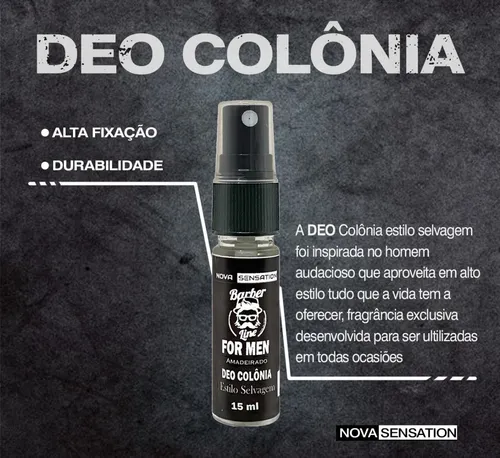 DEO COLÔNIA
• ALTA FIXAÇÃO
• DURABILIDADE
A DEO Colônia estilo selvagem
foi inspirada no homem
audacioso que aproveita em alto
estilo tudo que a vida tem a
oferecer, fragrância exclusiva
desenvolvida para ser ultilizadas
em todas ocasiões
NOVA SENSATION
Barber
Line
FOR MEN
AMADEIRADO
DEO COLÔNIA
Estilo Selvagem
15 ml
NOVA SENSATION